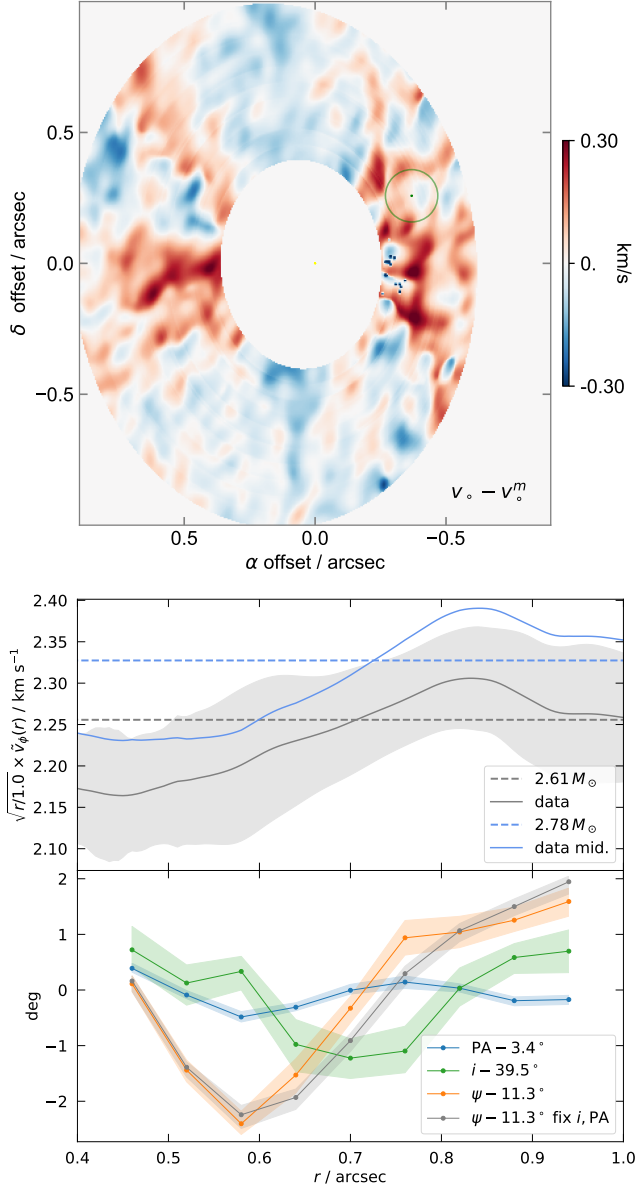 0.5
0.0
−0.5
δ offset / arcsec
0.5
0.0
−0.5
α offset / arcsec
v∘ − v∘ᵐ
0.30
0.
-0.30
km/s
2.40
2.35
2.30
2.25
2.20
2.15
2.10
√r/1.0 × ṽϕ(r) / km s⁻¹
2.61 M⊙
data
2.78 M⊙
data mid.
2
1
0
−1
−2
deg
PA − 3.4°
i − 39.5°
ψ − 11.3°
ψ − 11.3° fix i, PA
0.4
0.5
0.6
0.7
0.8
0.9
1.0
r / arcsec